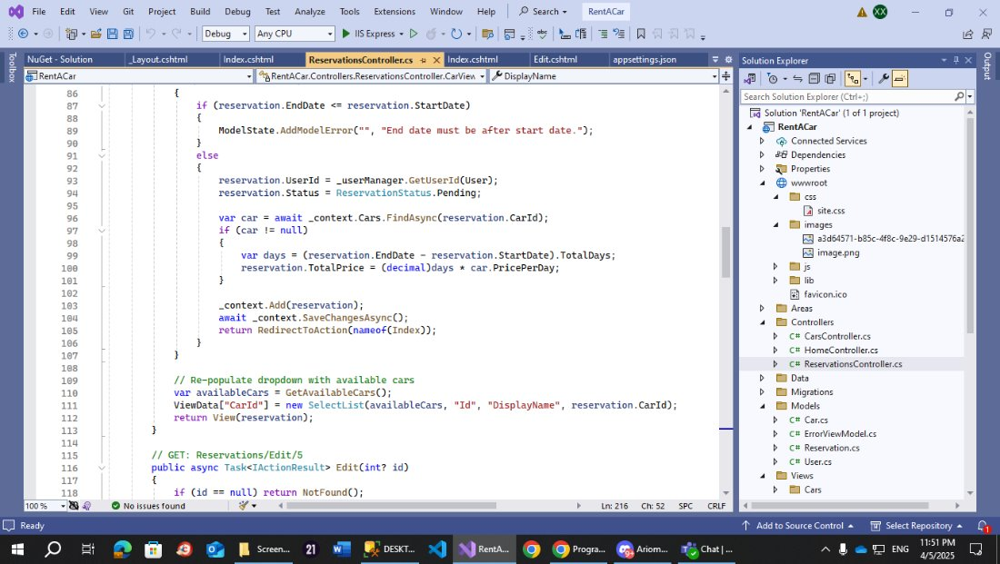 File Edit View Git Project Build Debug Test Analyze Tools Extensions Window Help Search RentACar XX
Debug Any CPU IIS Express
Toolbox
NuGet - Solution _Layout.cshtml Index.cshtml ReservationsController.cs Index.cshtml Edit.cshtml appsettings.json
RentACar RentACar.Controllers.ReservationsController.CarView DisplayName
86 {
87 if (reservation.EndDate <= reservation.StartDate)
88 {
89 ModelState.AddModelError("", "End date must be after start date.");
90 }
91 else
92 {
93 reservation.UserId = _userManager.GetUserId(User);
94 reservation.Status = ReservationStatus.Pending;
95
96 var car = await _context.Cars.FindAsync(reservation.CarId);
97 if (car != null)
98 {
99 var days = (reservation.EndDate - reservation.StartDate).TotalDays;
100 reservation.TotalPrice = (decimal)days * car.PricePerDay;
101 }
102
103 _context.Add(reservation);
104 await _context.SaveChangesAsync();
105 return RedirectToAction(nameof(Index));
106 }
107 }
108
109 // Re-populate dropdown with available cars
110 var availableCars = GetAvailableCars();
111 ViewData["CarId"] = new SelectList(availableCars, "Id", "DisplayName", reservation.CarId);
112 return View(reservation);
113 }
114
115 // GET: Reservations/Edit/5
116 public async Task<IActionResult> Edit(int? id)
117 {
118 if (id == null) return NotFound();
100 % No issues found Ln: 216 Ch: 52 SPC CRLF
Solution Explorer
Search Solution Explorer (Ctrl+;)
Solution 'RentACar' (1 of 1 project)
RentACar
Connected Services
Dependencies
Properties
wwwroot
css
site.css
images
a3d64571-b85c-4f8c-9e29-d1514576a2
image.png
js
lib
favicon.ico
Areas
Controllers
C# CarsController.cs
C# HomeController.cs
C# ReservationsController.cs
Data
Migrations
Models
C# Car.cs
C# ErrorViewModel.cs
C# Reservation.cs
C# User.cs
Views
Cars
Output
Ready Add to Source Control Select Repository 1
Screen... 21 DESKT... RentA... Progra... Ariom... Chat | ... ENG 11:51 PM
4/5/2025